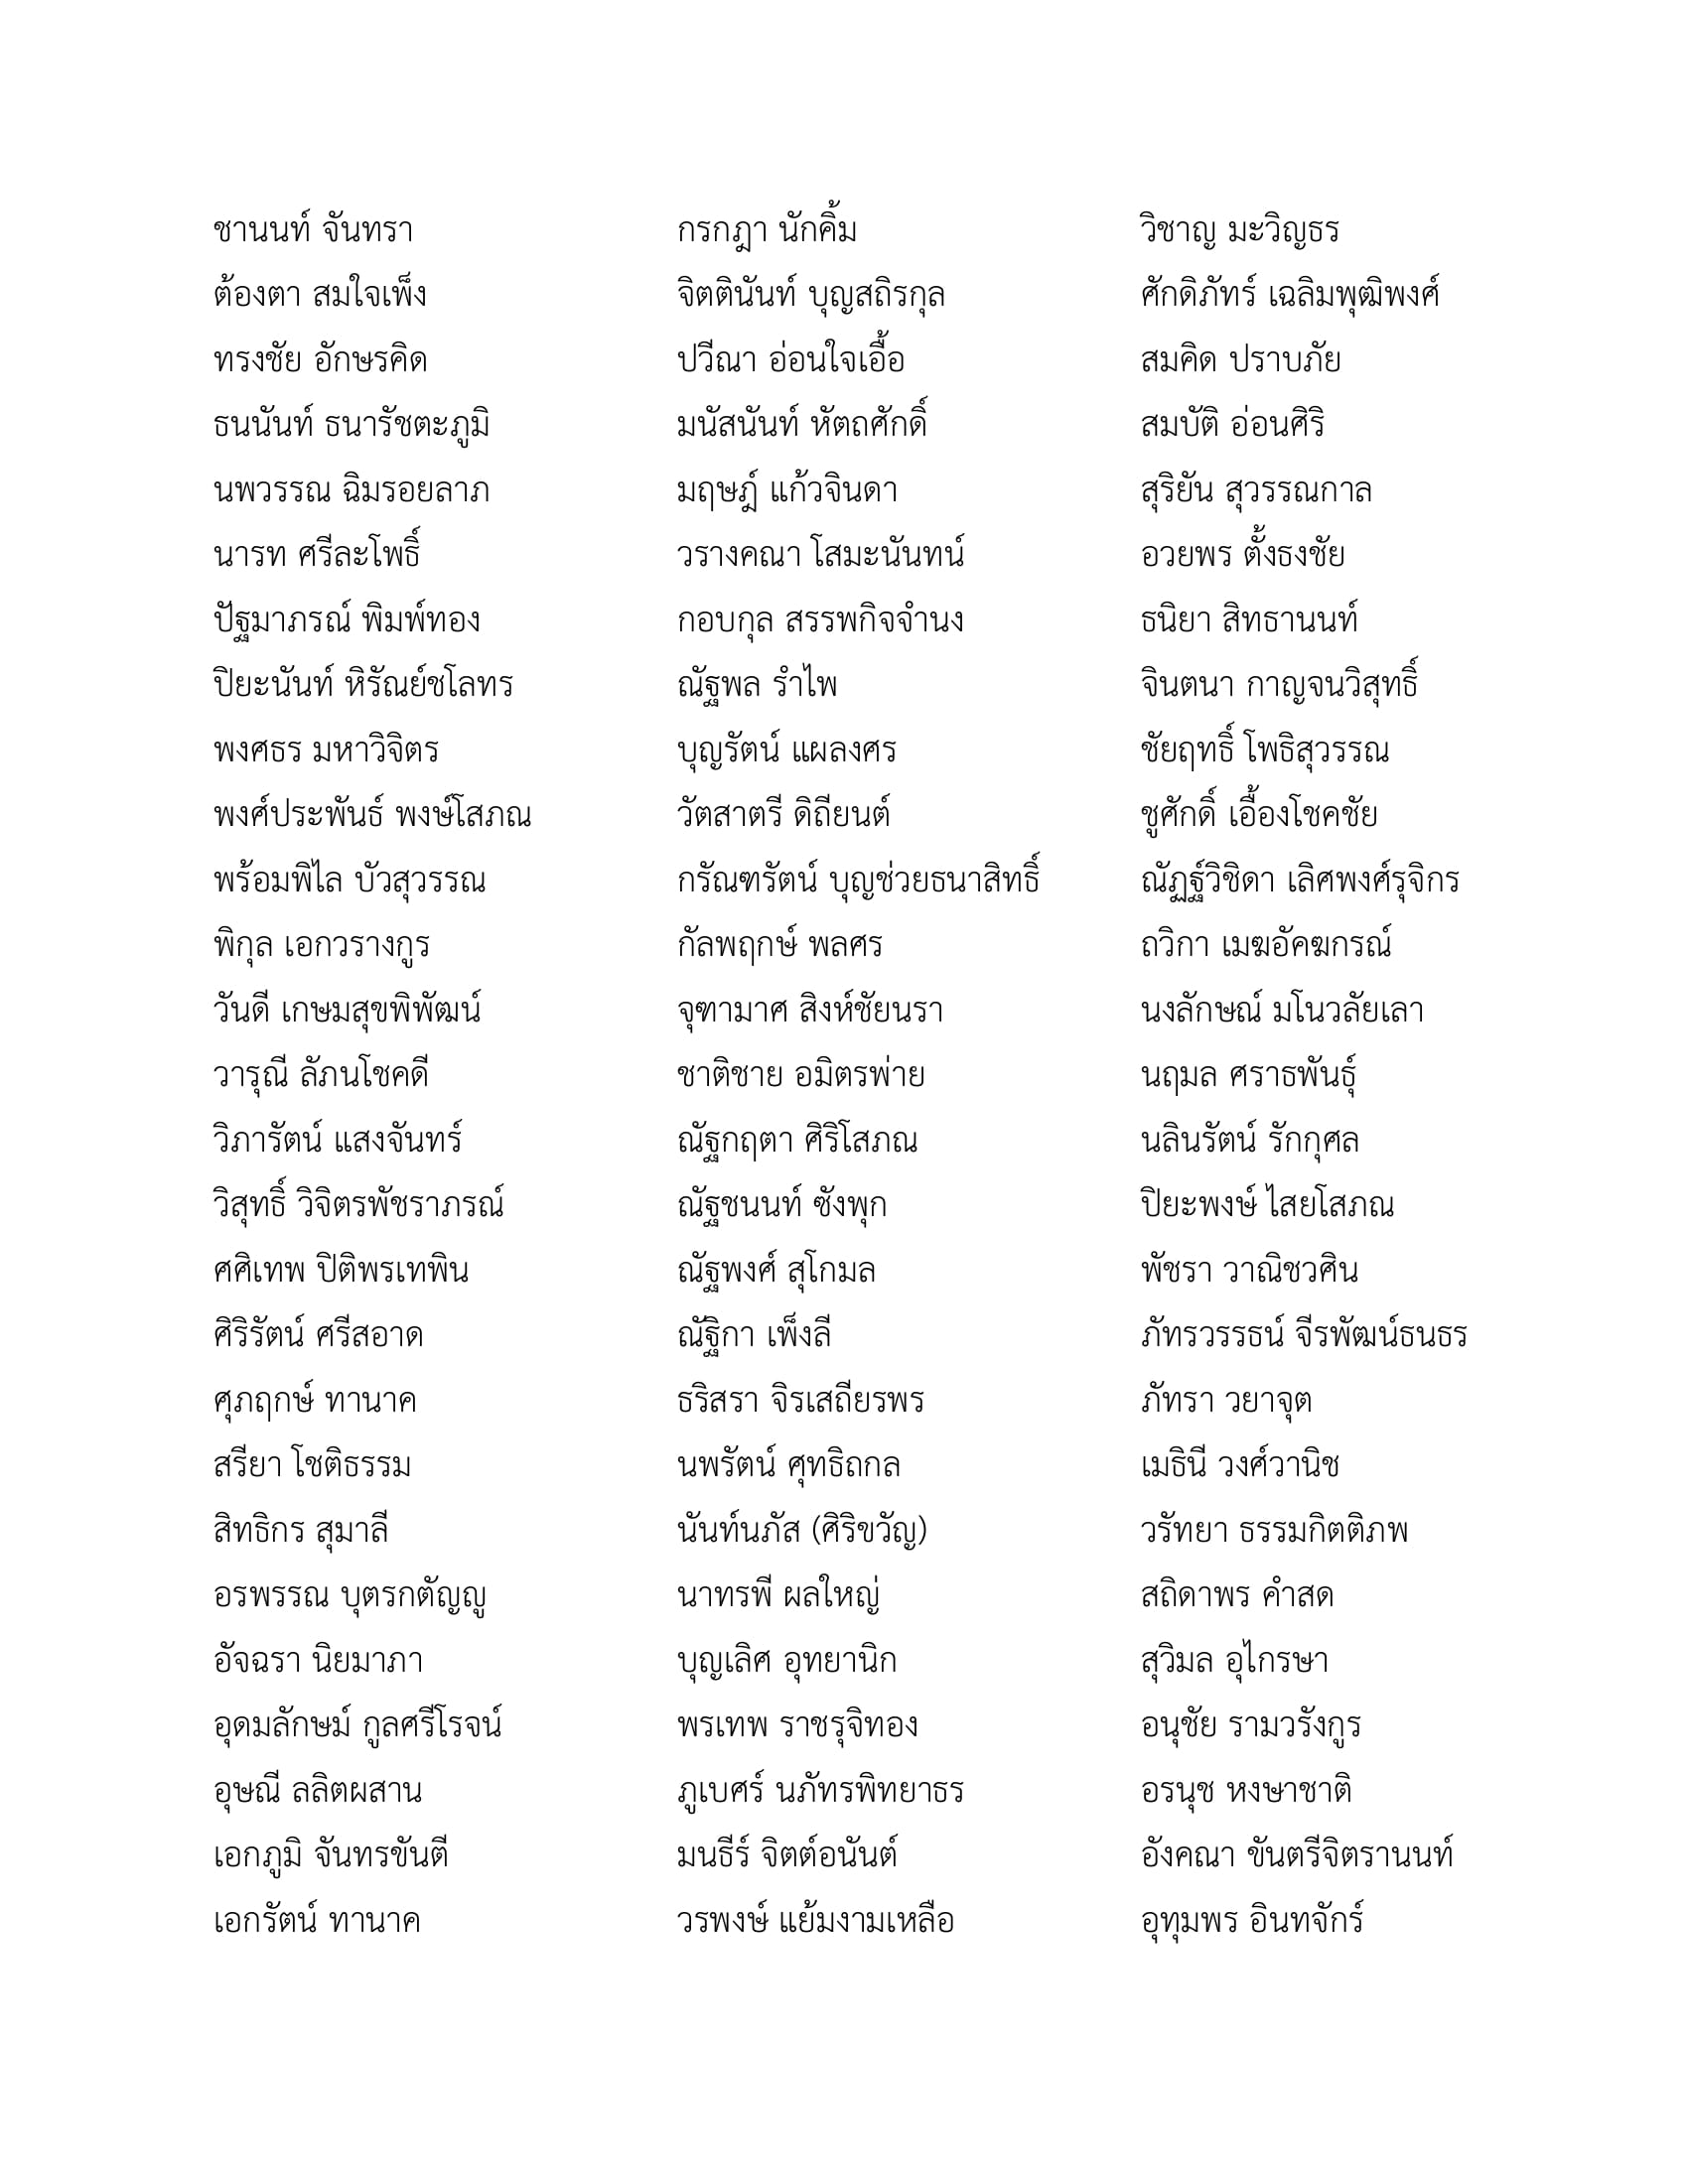 ชานนท์ จันทรา
ต้องตา สมใจเพ็ง
ทรงชัย อักษรคิด
ธนนันท์ ธนารัชตะภูมิ
นพวรรณ ฉิมรอยลาภ
นารท ศรีละโพธิ์
ปัฐมาภรณ์ พิมพ์ทอง
ปิยะนันท์ หิรัณย์ชโลทร
พงศธร มหาวิจิตร
พงศ์ประพันธ์ พงษ์โสภณ
พร้อมพิไล บัวสุวรรณ
พิกุล เอกวรางกูร
วันดี เกษมสุขพิพัฒน์
วารุณี ลัภนโชคดี
วิภารัตน์ แสงจันทร์
วิสุทธิ์ วิจิตรพัชราภรณ์
ศศิเทพ ปิติพรเทพิน
ศิริรัตน์ ศรีสอาด
ศุภฤกษ์ ทานาค
สรียา โชติธรรม
สิทธิกร สุมาลี
อรพรรณ บุตรกตัญญู
อัจฉรา นิยมาภา
อุดมลักษม์ กูลศรีโรจน์
อุษณี ลลิตผสาน
เอกภูมิ จันทรขันตี
เอกรัตน์ ทานาค
กรกฎา นักคิ้ม
จิตตินันท์ บุญสถิรกุล
ปวีณา อ่อนใจเอื้อ
มนัสนันท์ หัตถศักดิ์
มฤษฎ์ แก้วจินดา
วรางคณา โสมะนันทน์
กอบกุล สรรพกิจจำนง
ณัฐพล รำไพ
บุญรัตน์ แผลงศร
วัตสาตรี ดิถียนต์
กรัณฑรัตน์ บุญช่วยธนาสิทธิ์
กัลพฤกษ์ พลศร
จุฑามาศ สิงห์ชัยนรา
ชาติชาย อมิตรพ่าย
ณัฐกฤตา ศิริโสภณ
ณัฐชนนท์ ซังพุก
ณัฐพงศ์ สุโกมล
ณัฐิกา เพ็งลี
ธริสรา จิรเสถียรพร
นพรัตน์ ศุทธิถกล
นันท์นภัส (ศิริขวัญ)
นาทรพี ผลใหญ่
บุญเลิศ อุทยานิก
พรเทพ ราชรุจิทอง
ภูเบศร์ นภัทรพิทยาธร
มนธีร์ จิตต์อนันต์
วรพงษ์ แย้มงามเหลือ
วิชาญ มะวิญธร
ศักดิภัทร์ เฉลิมพุฒิพงศ์
สมคิด ปราบภัย
สมบัติ อ่อนศิริ
สุริยัน สุวรรณกาล
อวยพร ตั้งธงชัย
ธนิยา สิทธานนท์
จินตนา กาญจนวิสุทธิ์
ชัยฤทธิ์ โพธิสุวรรณ
ชูศักดิ์ เอื้องโชคชัย
ณัฏฐ์วิชิดา เลิศพงศ์รุจิกร
ถวิกา เมฆอัคฆกรณ์
นงลักษณ์ มโนวลัยเลา
นฤมล ศราธพันธุ์
นลินรัตน์ รักกุศล
ปิยะพงษ์ ไสยโสภณ
พัชรา วาณิชวศิน
ภัทรวรรธน์ จีรพัฒน์ธนธร
ภัทรา วยาจุต
เมธินี วงศ์วานิช
วรัทยา ธรรมกิตติภพ
สถิดาพร คำสด
สุวิมล อุไกรษา
อนุชัย รามวรังกูร
อรนุช หงษาชาติ
อังคณา ขันตรีจิตรานนท์
อุทุมพร อินทจักร์